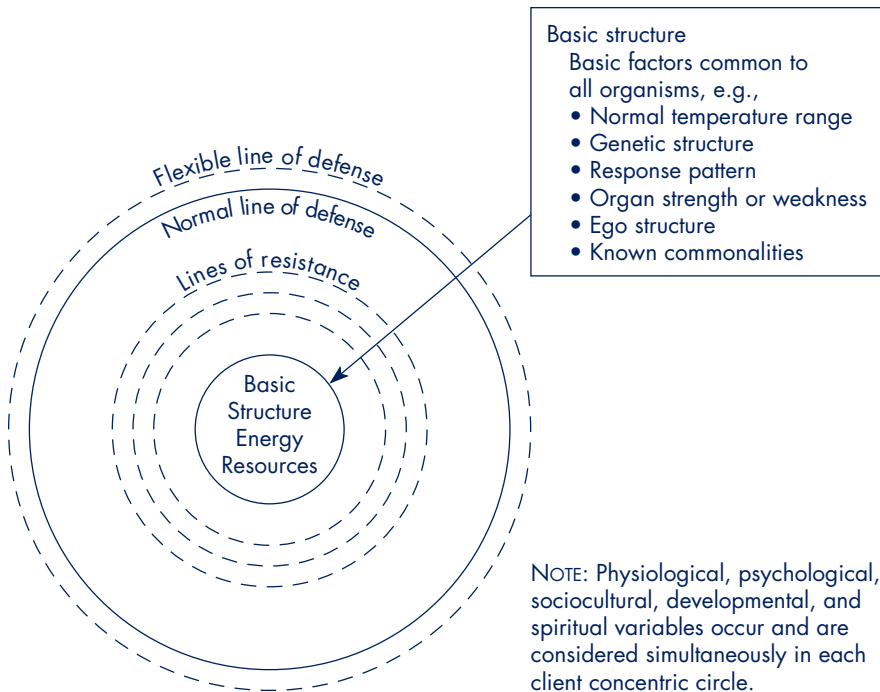 Basic structure
Basic factors common to
all organisms, e.g.,
• Normal temperature range
• Genetic structure
• Response pattern
• Organ strength or weakness
• Ego structure
• Known commonalities
Flexible line of defense
Normal line of defense
Lines of resistance
Basic
Structure
Energy
Resources
NOTE: Physiological, psychological,
sociocultural, developmental, and
spiritual variables occur and are
considered simultaneously in each
client concentric circle.